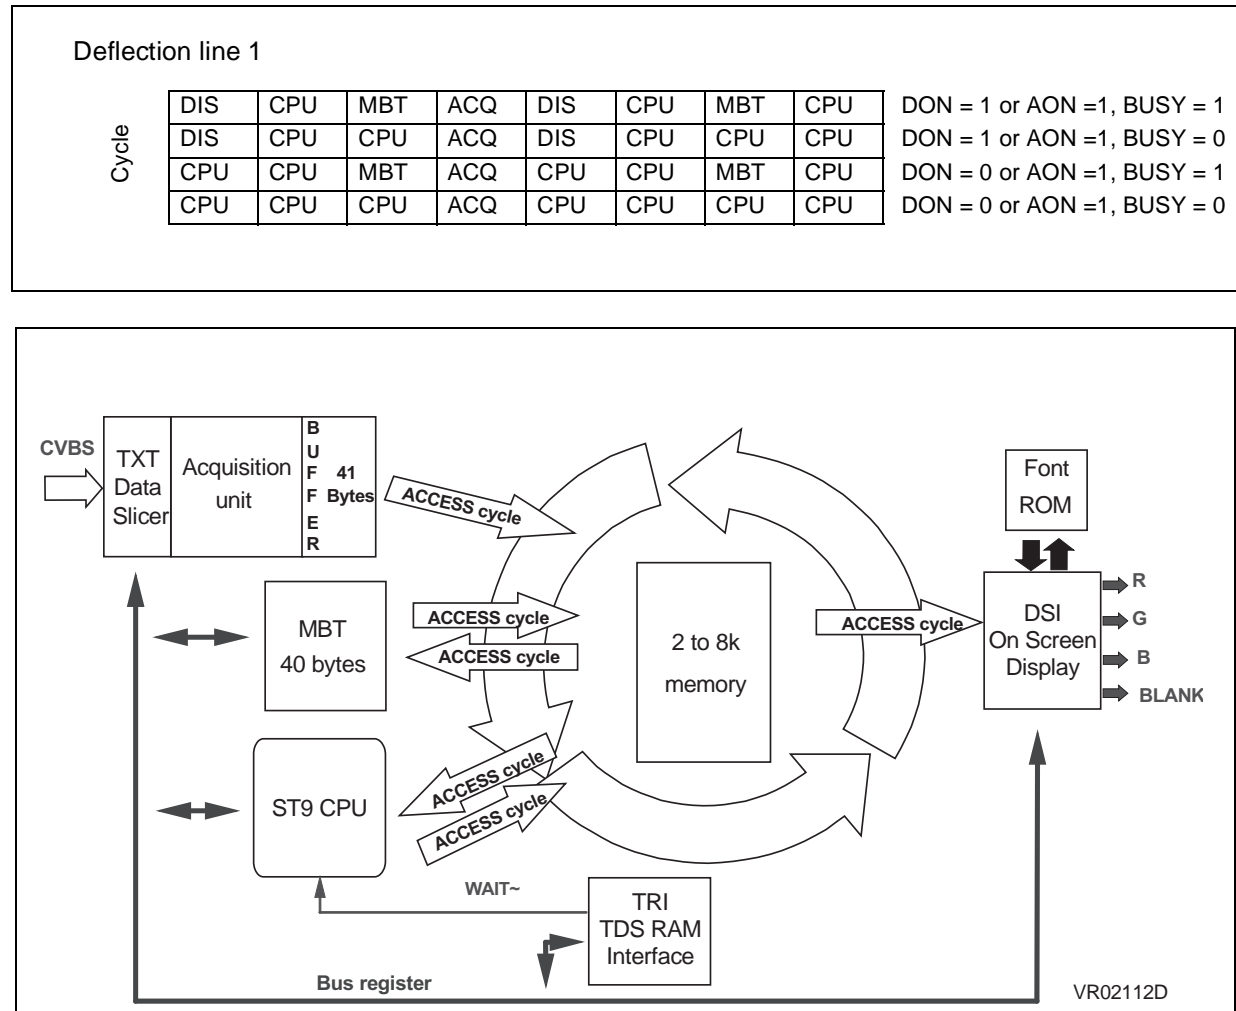 Deflection line 1
Cycle
DIS CPU MBT ACQ DIS CPU MBT CPU DON = 1 or AON =1, BUSY = 1
DIS CPU CPU ACQ DIS CPU CPU CPU DON = 1 or AON =1, BUSY = 0
CPU CPU MBT ACQ CPU CPU MBT CPU DON = 0 or AON =1, BUSY = 1
CPU CPU CPU ACQ CPU CPU CPU CPU DON = 0 or AON =1, BUSY = 0
CVBS
TXT
Data
Slicer
Acquisition
unit
BUFFER
41
Bytes
ACCESS cycle
MBT
40 bytes
ACCESS cycle
ACCESS cycle
2 to 8k
memory
ACCESS cycle
Font
ROM
DSI
On Screen
Display
R
G
B
BLANK
ST9 CPU
ACCESS cycle
ACCESS cycle
WAIT~
TRI
TDS RAM
Interface
Bus register
VR02112D